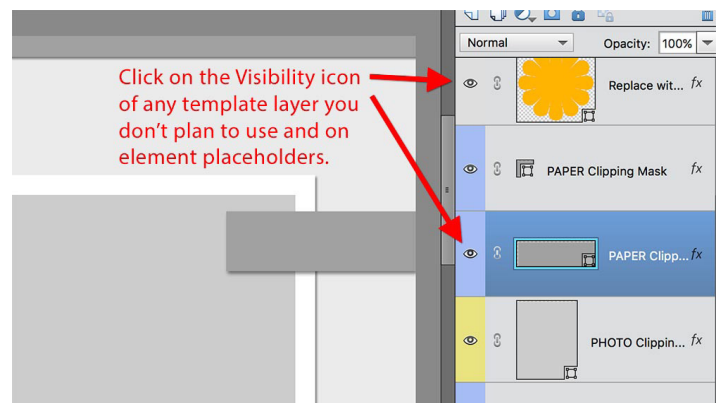 Normal
Opacity: 100%
Click on the Visibility icon
of any template layer you
don’t plan to use and on
element placeholders.
Replace wit... fx
PAPER Clipping Mask fx
PAPER Clipp... fx
PHOTO Clippin... fx